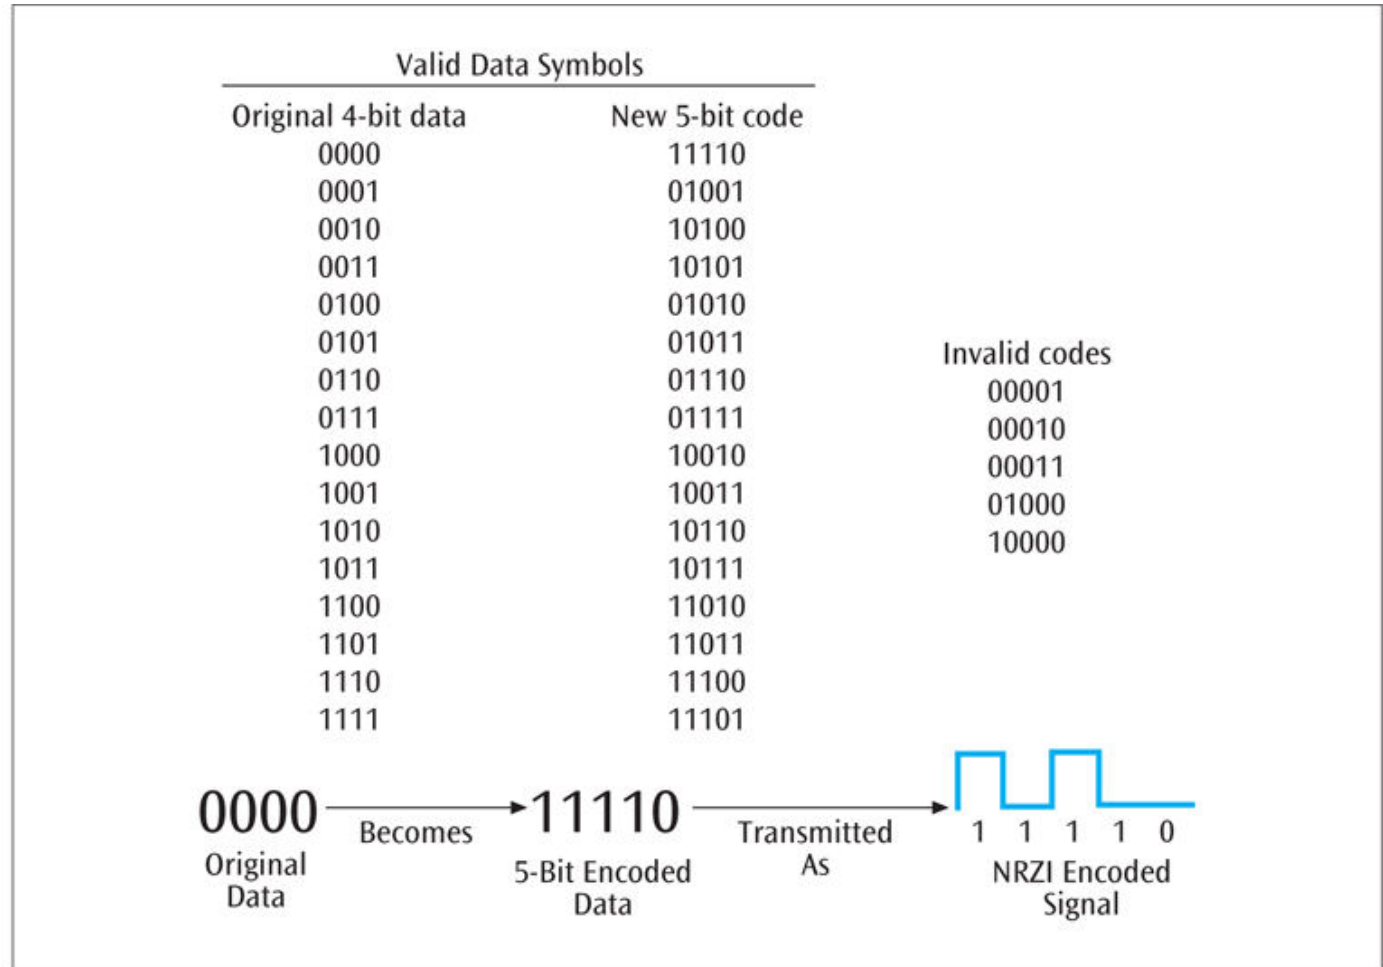 Valid Data Symbols
Original 4-bit data New 5-bit code
0000 11110
0001 01001
0010 10100
0011 10101
0100 01010
0101 01011
0110 01110
0111 01111
1000 10010
1001 10011
1010 10110
1011 10111
1100 11010
1101 11011
1110 11100
1111 11101
Invalid codes
00001
00010
00011
01000
10000
0000
Original
Data
Becomes
11110
5-Bit Encoded
Data
Transmitted
As
1 1 1 1 0
NRZI Encoded
Signal